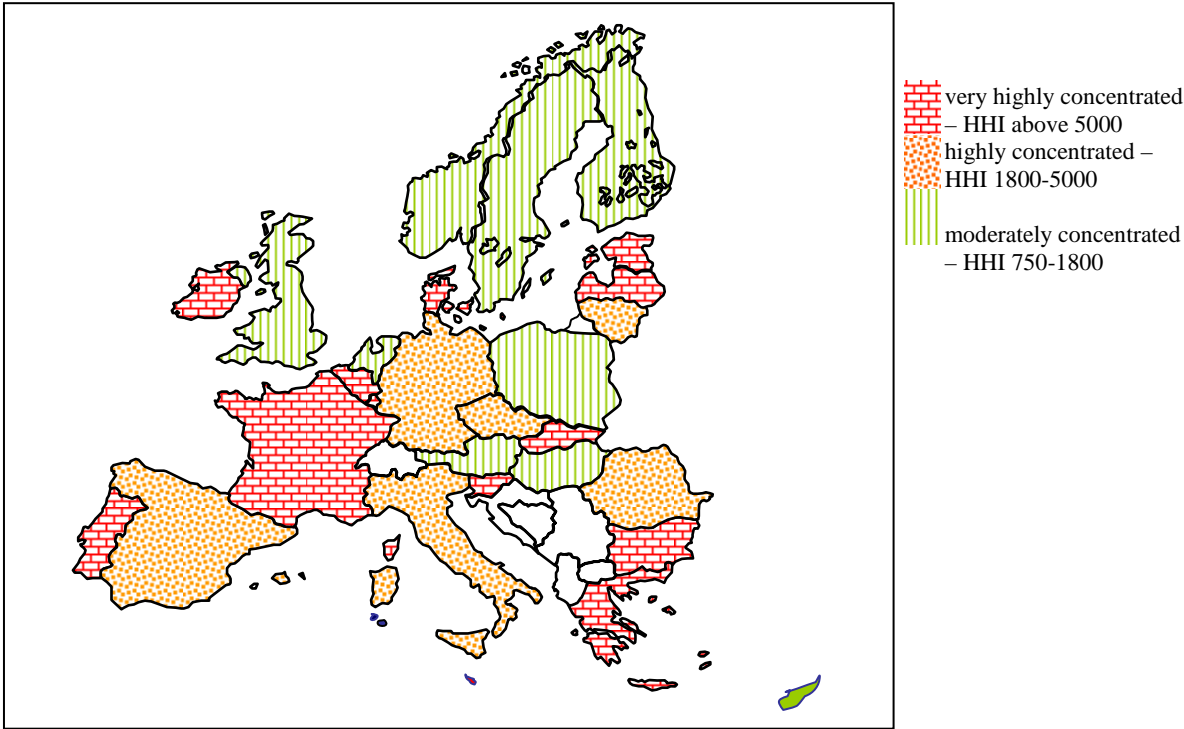 very highly concentrated
– HHI above 5000
highly concentrated –
HHI 1800-5000
moderately concentrated
– HHI 750-1800